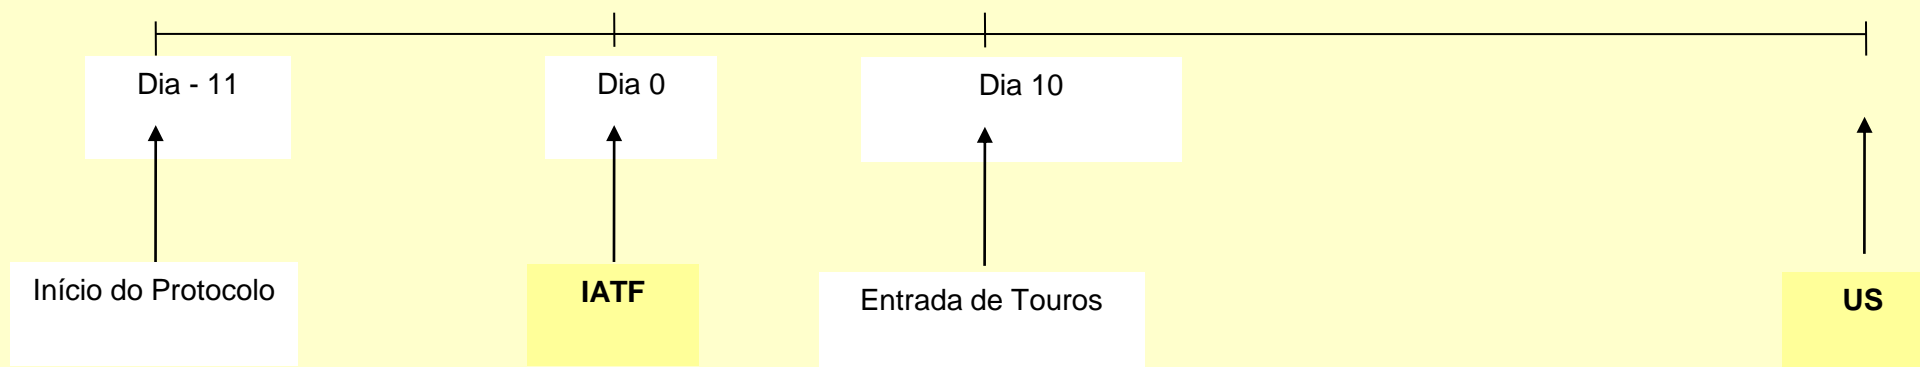 Dia - 11
Dia 0
Dia 10
Início do Protocolo
IATF
Entrada de Touros
US